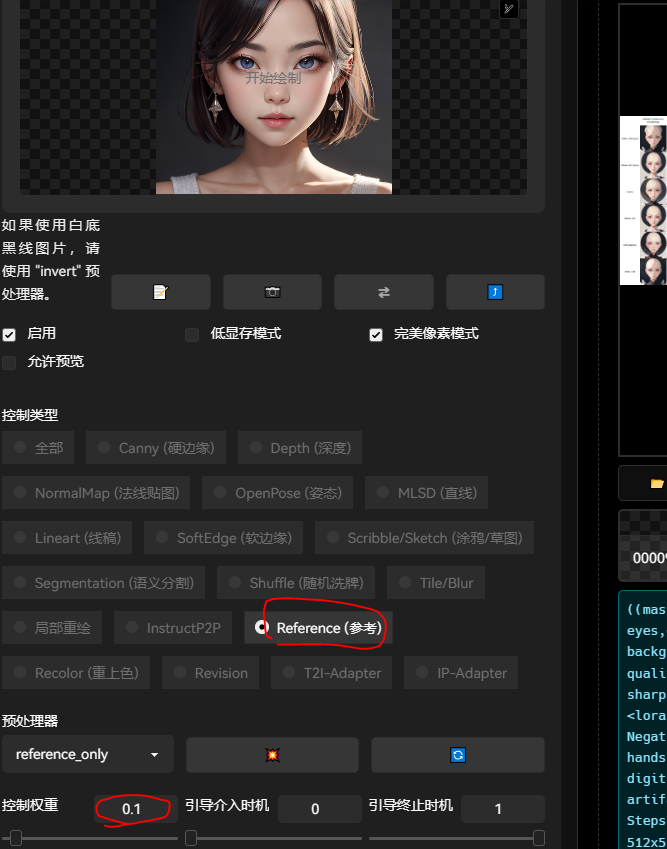 开始绘制
如果使用白底
黑线图片，请
使用 "invert" 预
处理器。
启用
低显存模式
完美像素模式
允许预览
控制类型
全部
Canny (硬边缘)
Depth (深度)
NormalMap (法线贴图)
OpenPose (姿态)
MLSD (直线)
Lineart (线稿)
SoftEdge (软边缘)
Scribble/Sketch (涂鸦/草图)
Segmentation (语义分割)
Shuffle (随机洗牌)
Tile/Blur
局部重绘
InstructP2P
Reference (参考)
Recolor (重上色)
Revision
T2I-Adapter
IP-Adapter
预处理器
reference_only
控制权重
0.1
引导介入时机
0
引导终止时机
1
0000
((mas
eyes,
backg
quali
sharp
<lora
Negat
hands
digit
artif
Steps
512x5